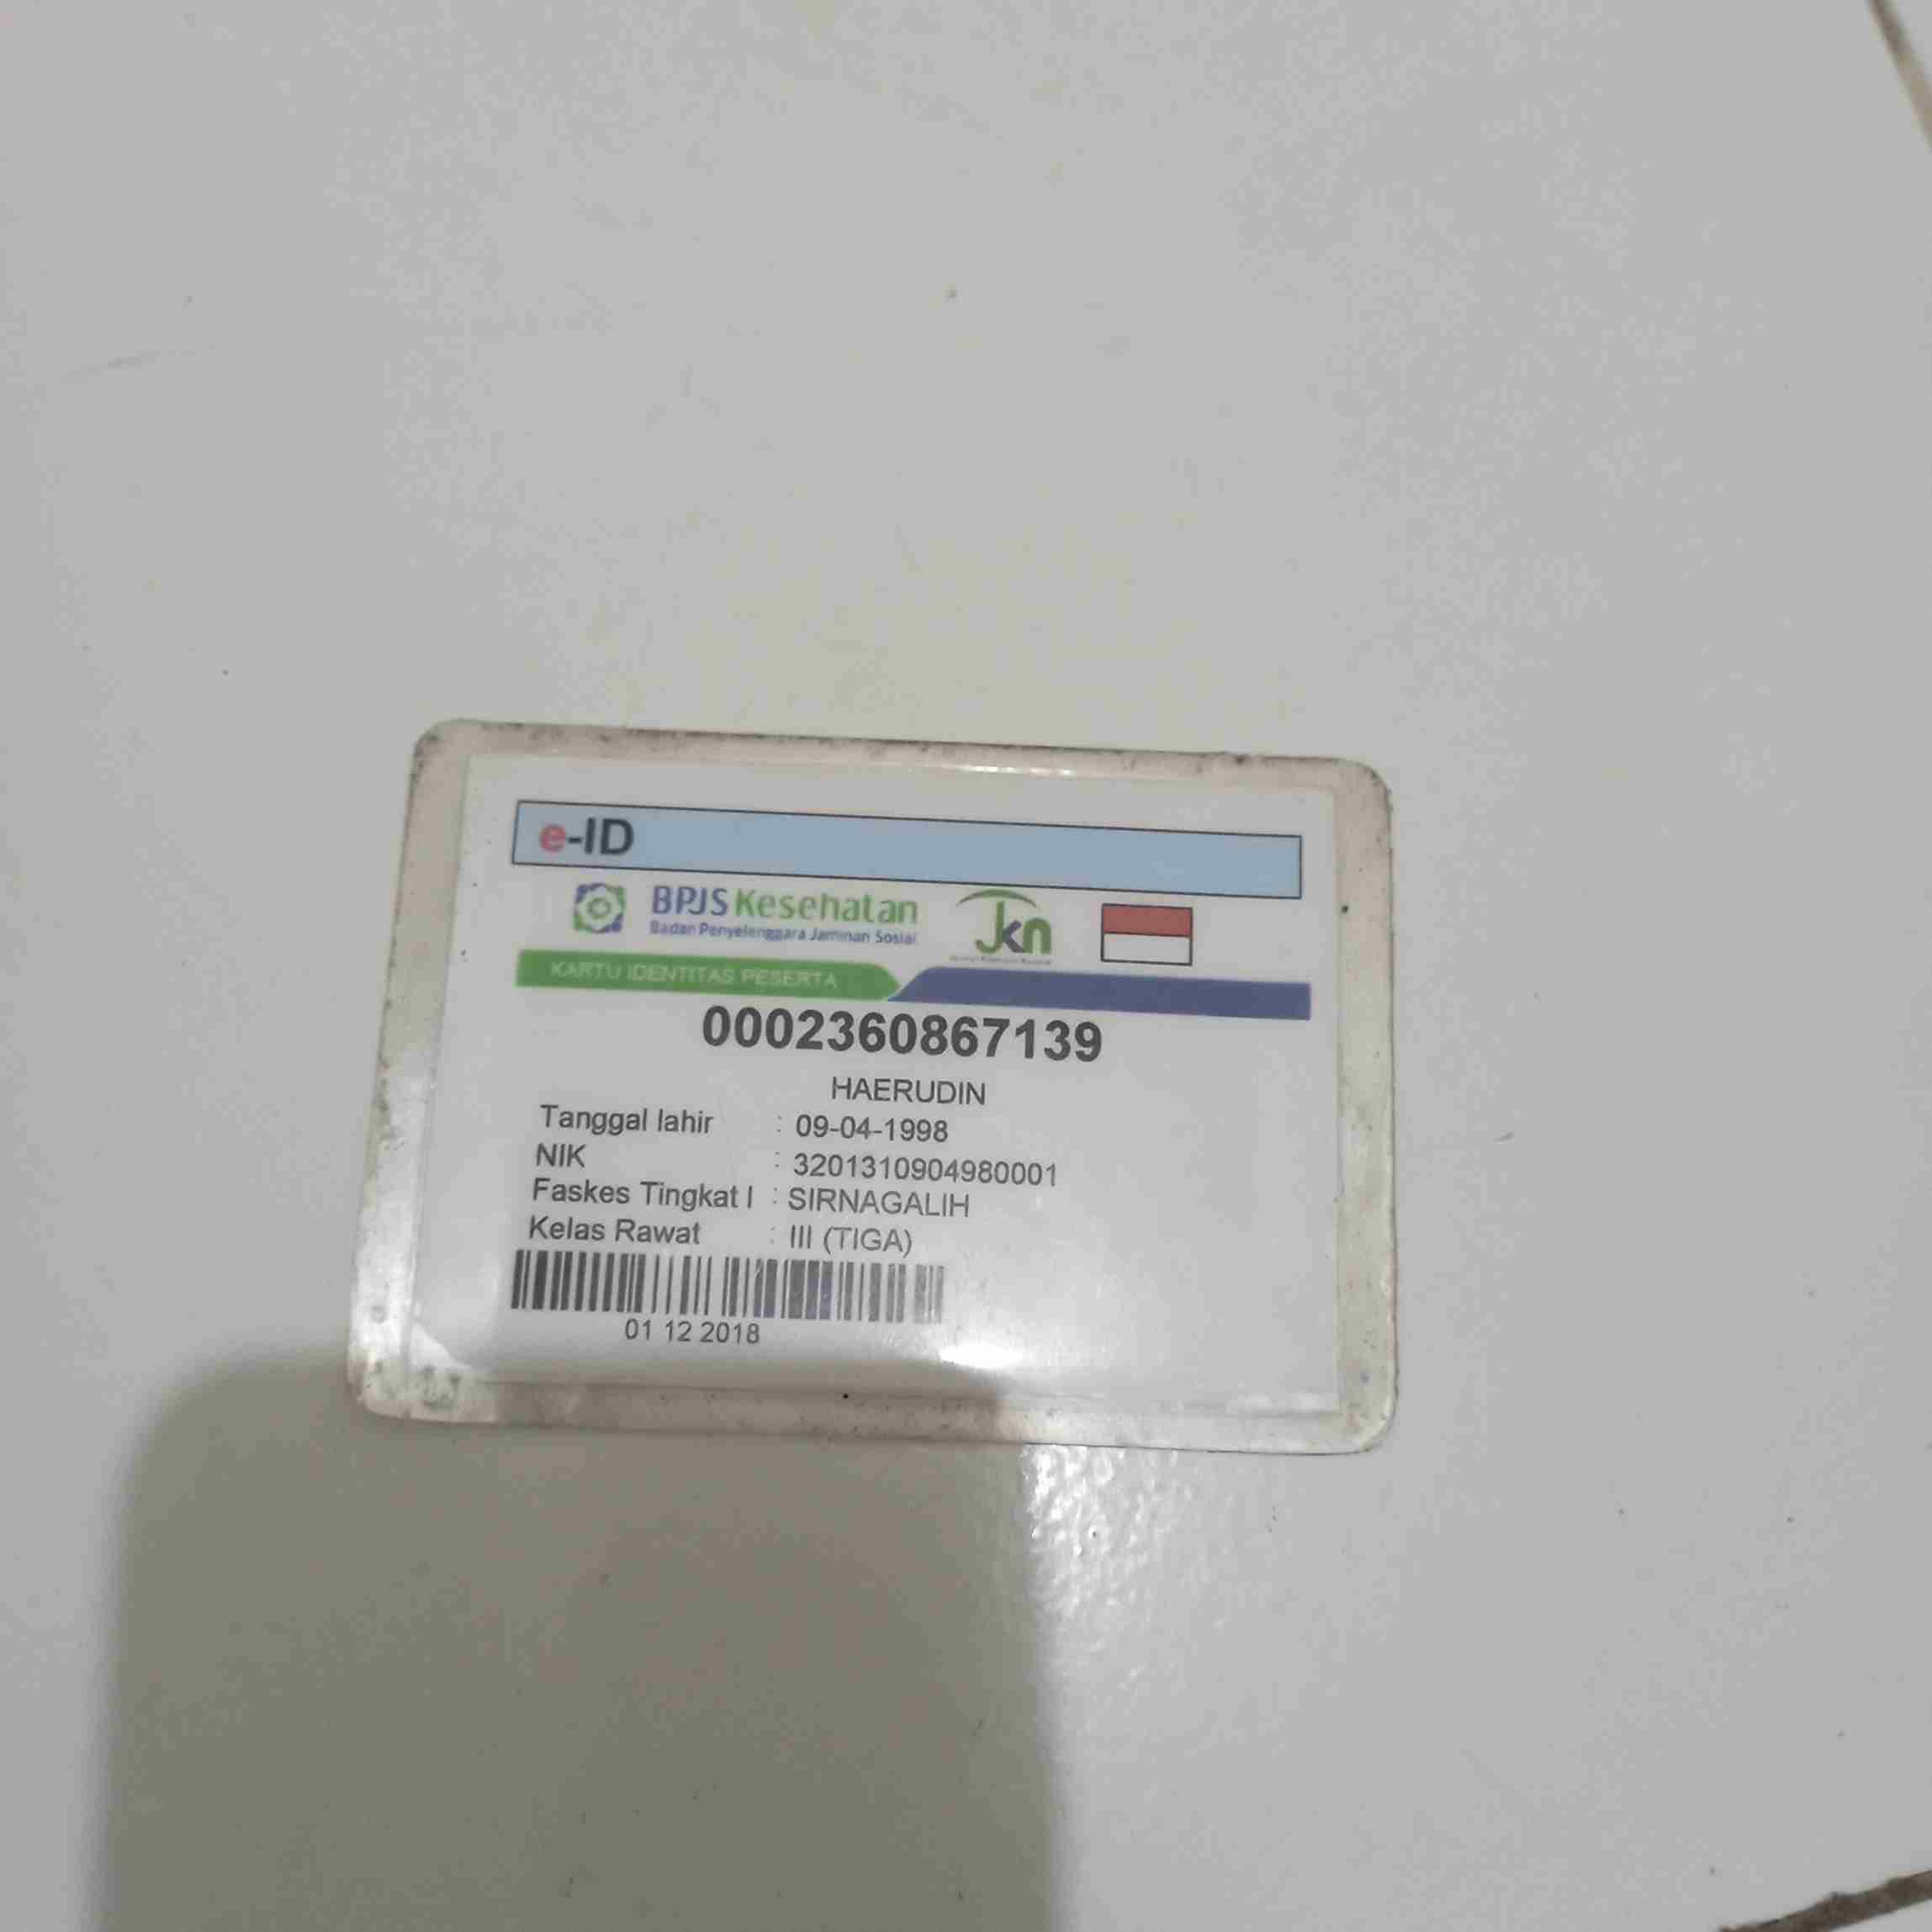 e-ID
BPJS Kesehatan
Badan Penyelenggara Jaminan Sosial
Jkn
KARTU IDENTITAS PESERTA
0002360867139
HAERUDIN
Tanggal lahir : 09-04-1998
NIK : 3201310904980001
Faskes Tingkat I : SIRNAGALIH
Kelas Rawat : III (TIGA)
01 12 2018